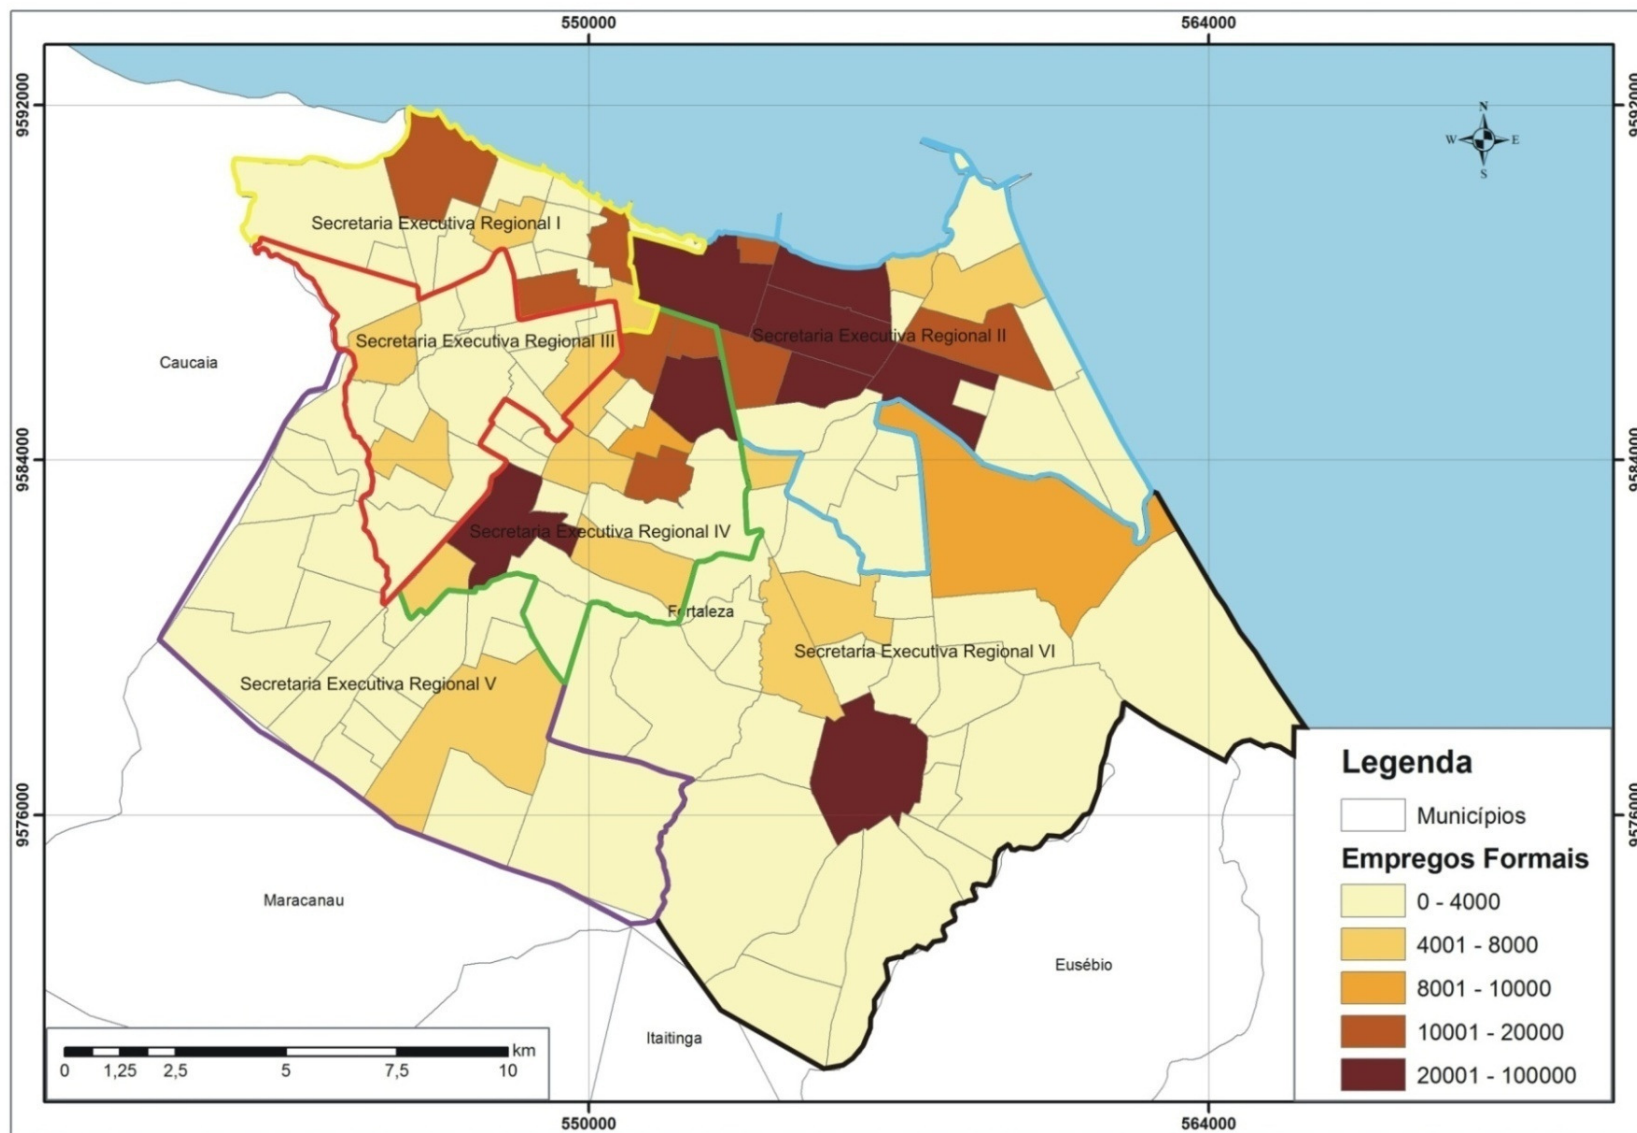 550000
564000
9592000
9592000
N
W
E
S
Secretaria Executiva Regional I
Secretaria Executiva Regional II
Secretaria Executiva Regional III
Caucaia
9584000
9584000
Secretaria Executiva Regional IV
Fortaleza
Secretaria Executiva Regional VI
Secretaria Executiva Regional V
Legenda
Municípios
9576000
9576000
Empregos Formais
0 - 4000
4001 - 8000
8001 - 10000
10001 - 20000
20001 - 100000
Maracanau
Eusébio
Itaitinga
km
0 1,25 2,5 5 7,5 10
550000
564000